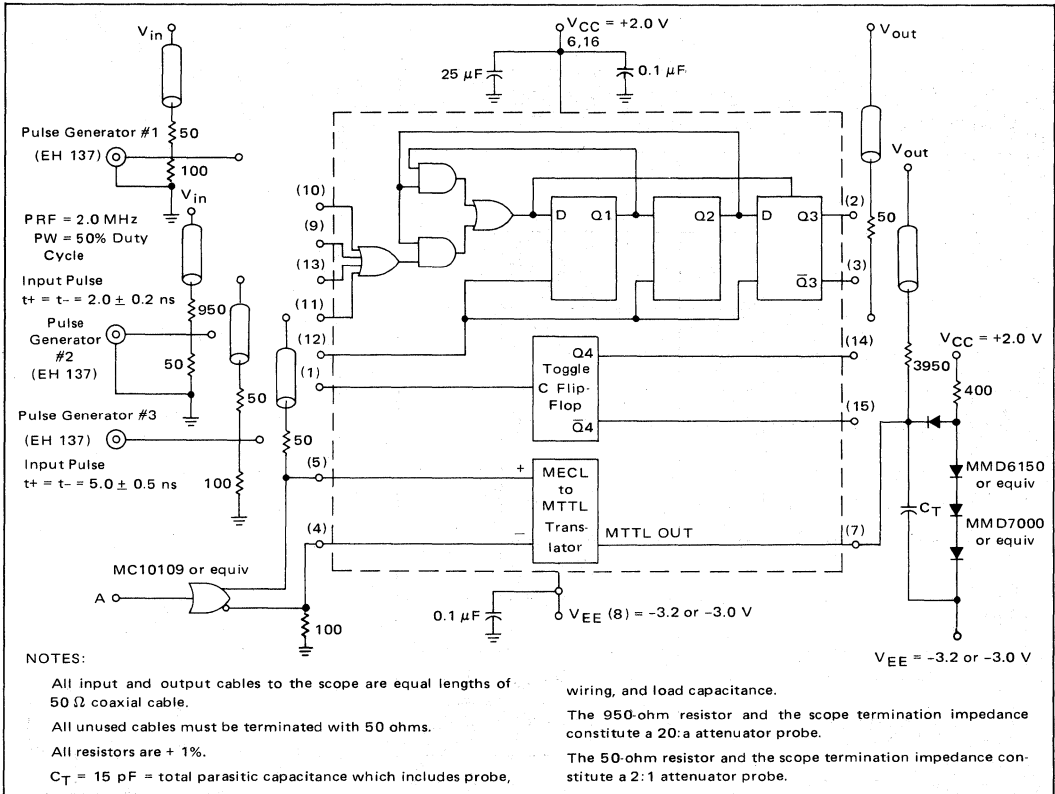 V_CC = +2.0 V
6,16
25 µF
0.1 µF
V_in
50
100
Pulse Generator #1
(EH 137)
V_in
PRF = 2.0 MHz
PW = 50% Duty
Cycle
Input Pulse
t+ = t− = 2.0 ± 0.2 ns
950
Pulse
Generator
#2
(EH 137)
50
50
Pulse Generator #3
(EH 137)
Input Pulse
t+ = t− = 5.0 ± 0.5 ns
100
50
(10)
(9)
(13)
(11)
(12)
(1)
(5)
(4)
D Q1
Q2
D Q3
Q̅3
(2)
(3)
Q4
Toggle
C Flip-
Flop
Q̅4
(14)
(15)
+
−
MECL
to
MTTL
Trans-
lator
MTTL OUT
(7)
V_out
50
V_out
3950
V_CC = +2.0 V
400
MMD6150
or equiv
MMD7000
or equiv
C_T
V_EE = −3.2 or −3.0 V
MC10109 or equiv
A
100
0.1 µF
V_EE (8) = −3.2 or −3.0 V
NOTES:
All input and output cables to the scope are equal lengths of
50 Ω coaxial cable.
All unused cables must be terminated with 50 ohms.
All resistors are + 1%.
C_T = 15 pF = total parasitic capacitance which includes probe,
wiring, and load capacitance.
The 950-ohm resistor and the scope termination impedance
constitute a 20:a attenuator probe.
The 50-ohm resistor and the scope termination impedance con-
stitute a 2:1 attenuator probe.